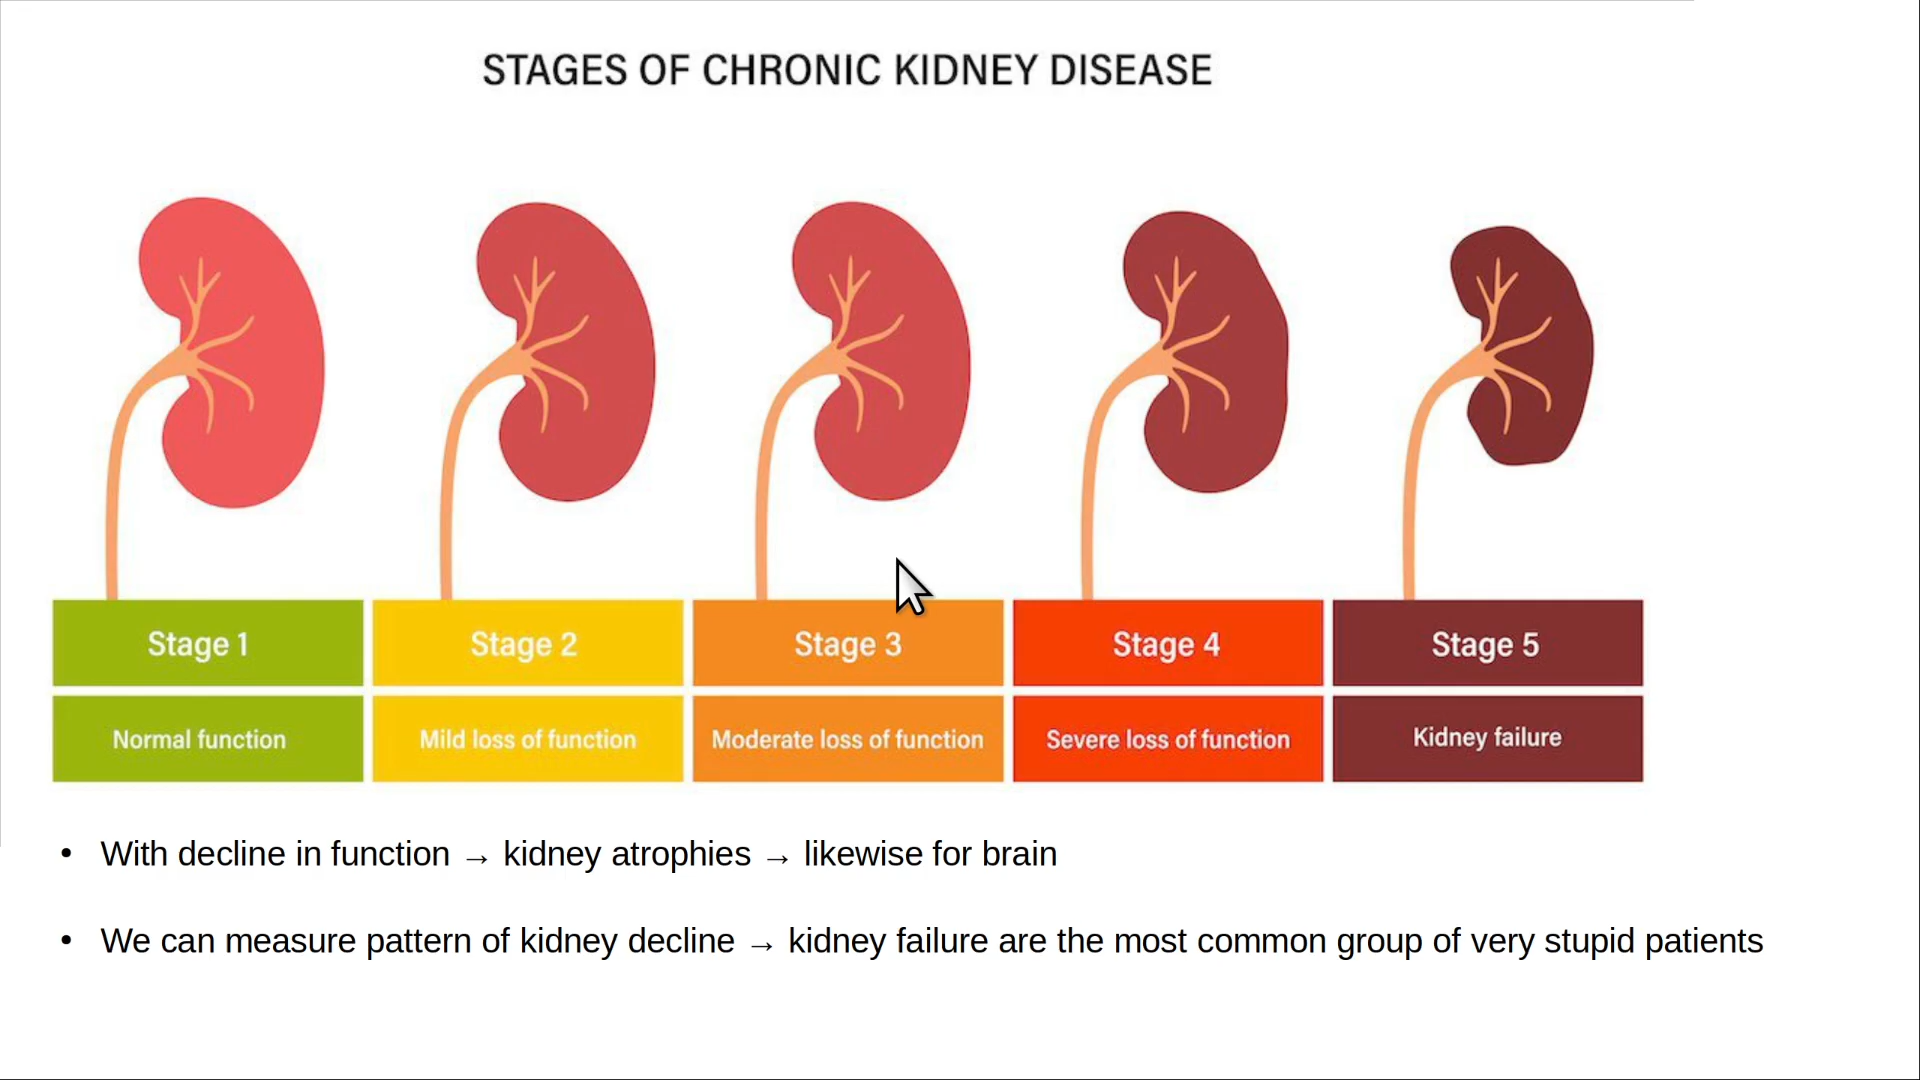 STAGES OF CHRONIC KIDNEY DISEASE
Stage 1
Stage 2
Stage 3
Stage 4
Stage 5
Normal function
Mild loss of function
Moderate loss of function
Severe loss of function
Kidney failure
• With decline in function → kidney atrophies → likewise for brain
• We can measure pattern of kidney decline → kidney failure are the most common group of very stupid patients